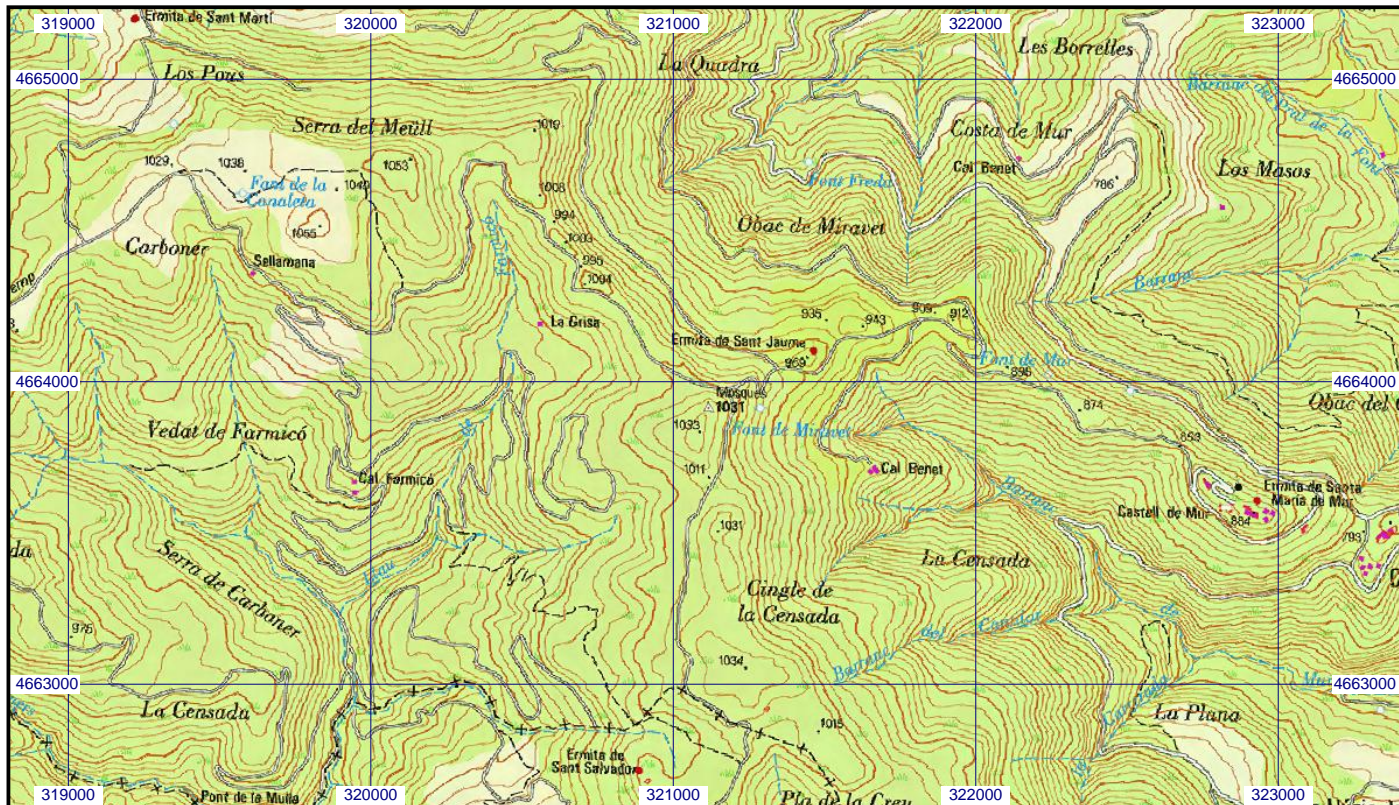 319000 320000 321000 322000 323000
Ermita de Sant Martí
Les Borrelles
Los Pous
La Quadra
4665000 4665000
Barranc del Prat de la Font
Serra del Meüll
1019
Costa de Mur
1029
1038
1053
Cal Benet
Los Masos
Font de la
Canaleta
1040
1008
Font Freda
786
1055
994
Obac de Miravet
Carboner
1003
Sellamana
995
1004
Barranc
La Grisa
935
943
909
912
Ermita de Sant Jaume
969
Font de Mur
895
4664000 4664000
Mosques
1031
874
Vedat de Farmicó
1033
Font de Miravet
853
1011
Cal Benet
Cal Farmicó
Barranc
Ermita de Santa
Maria de Mur
Castell de Mur
884
1031
793
La Censada
Serra de Carboner
Cingle de
la Censada
975
Barranc del
1034
4663000 4663000
La Censada
La Plana
1015
Ermita de
Sant Salvador
Pont de la Mulla
Pla de la Creu
319000 320000 321000 322000 323000